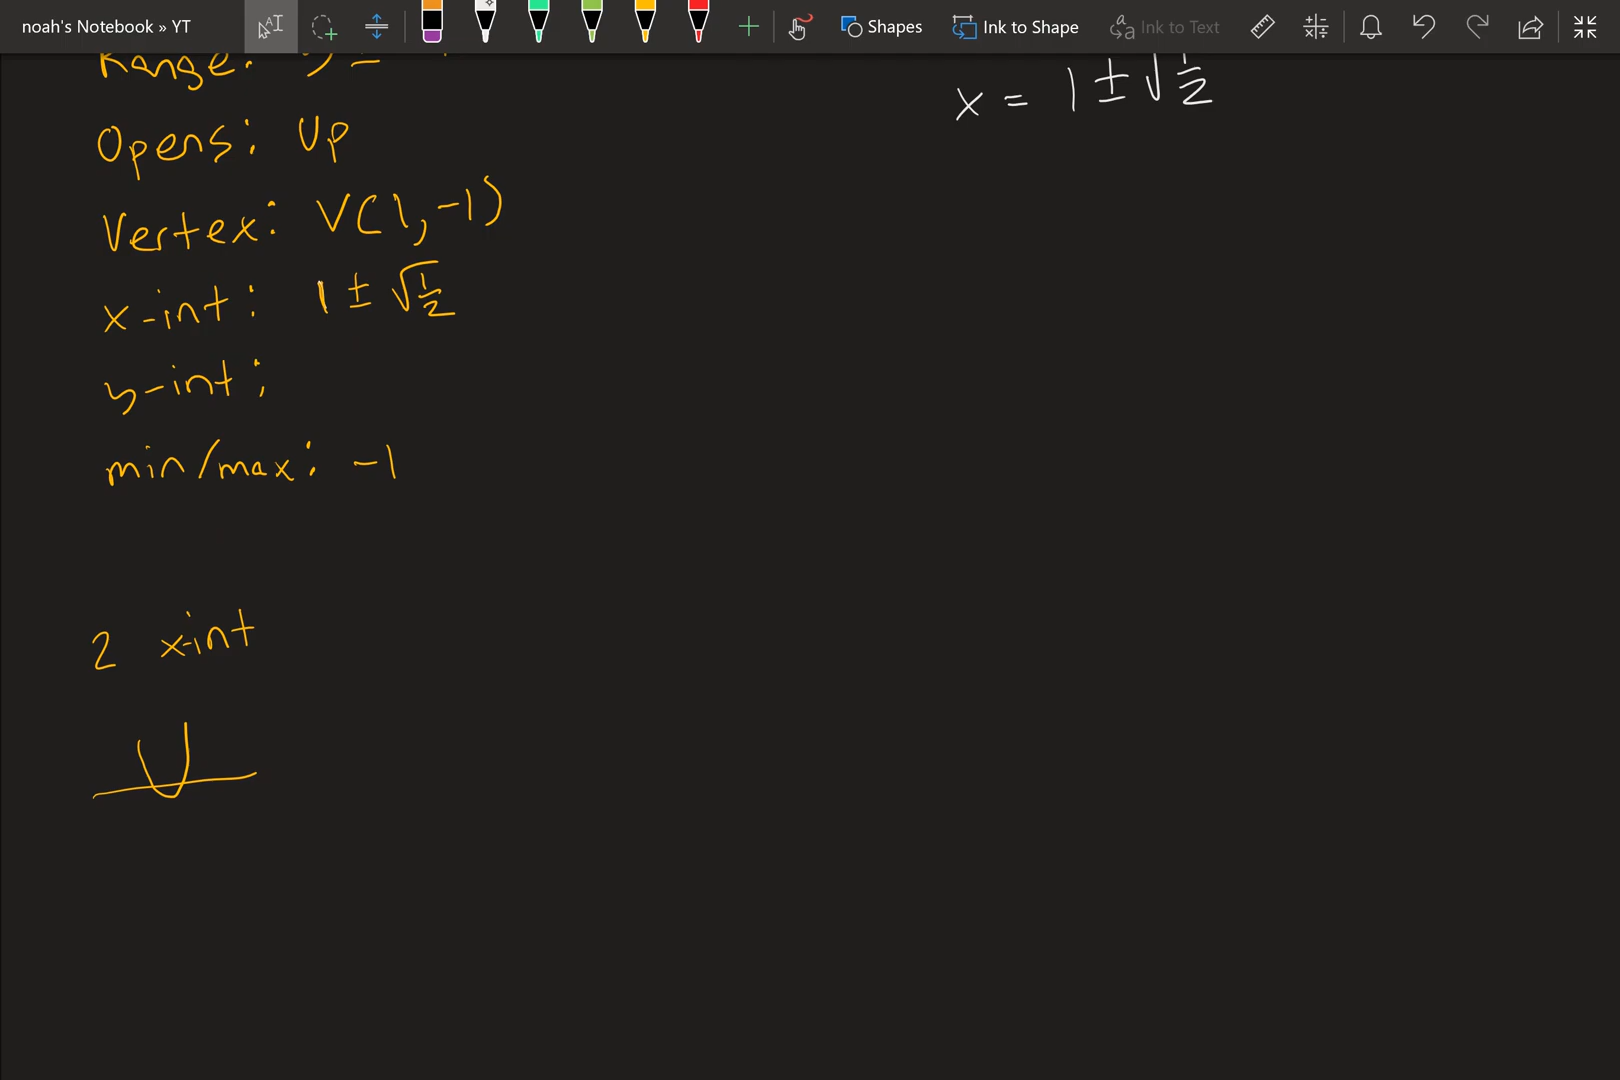 noah's Notebook » YT
Shapes
Ink to Shape
Ink to Text
Range:
x = 1 ± √1/2
Opens: Up
Vertex: V(1, -1)
x-int: 1 ± √1/2
y-int:
min/max: -1
2 x-int